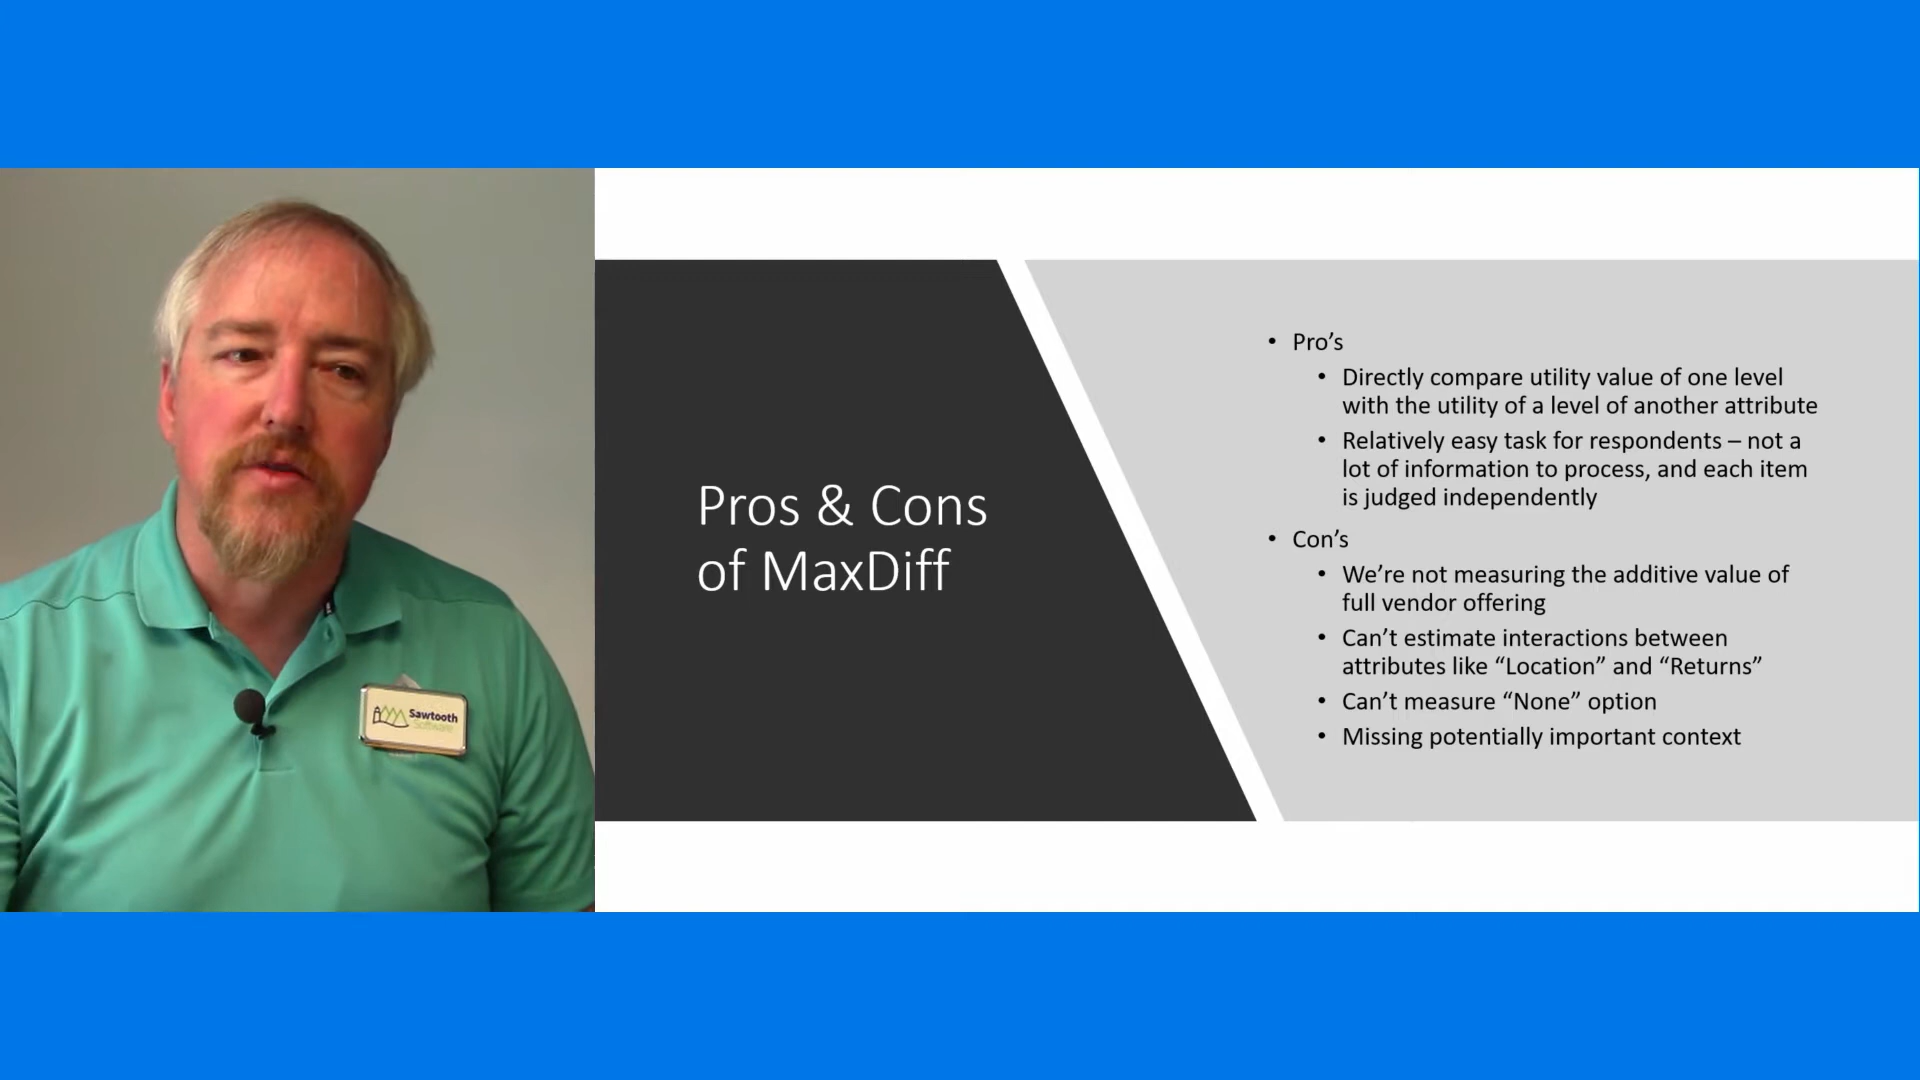 Sawtooth
Software
Pros & Cons
of MaxDiff
• Pro’s
• Directly compare utility value of one level
with the utility of a level of another attribute
• Relatively easy task for respondents – not a
lot of information to process, and each item
is judged independently
• Con’s
• We’re not measuring the additive value of
full vendor offering
• Can’t estimate interactions between
attributes like “Location” and “Returns”
• Can’t measure “None” option
• Missing potentially important context